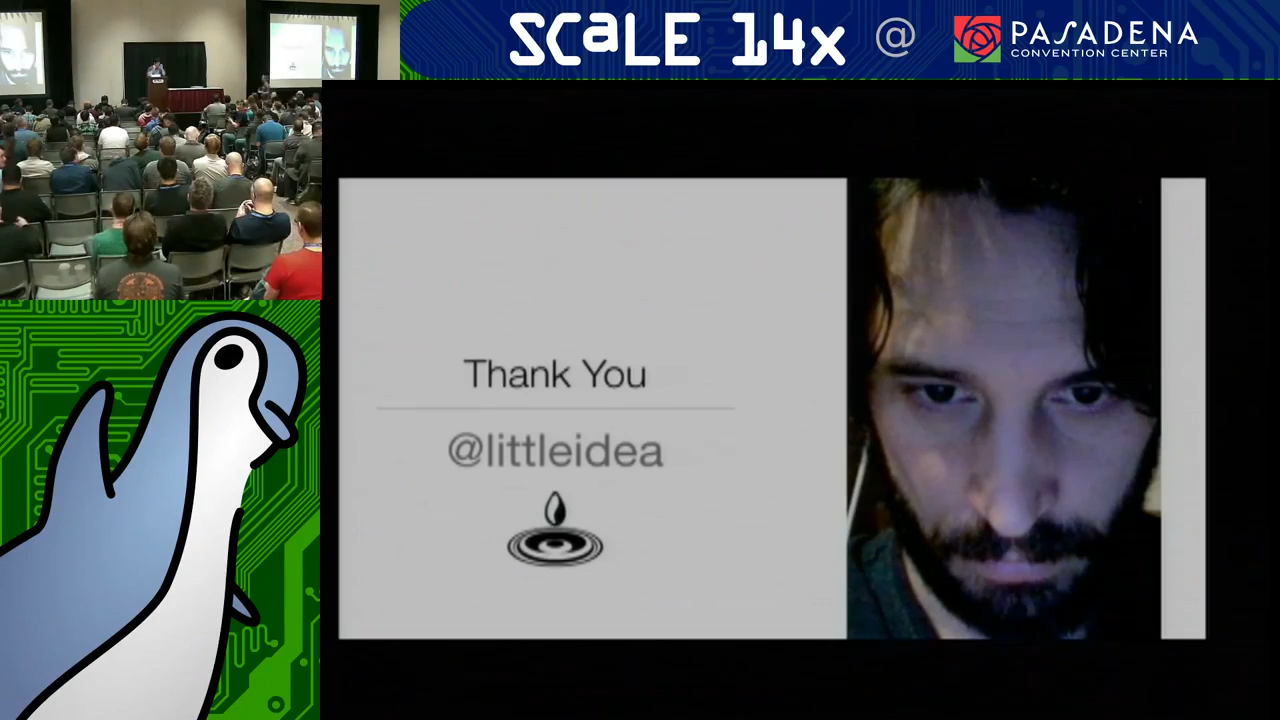 SCALE 14x @ PASADENA
CONVENTION CENTER
Thank You
@littleidea